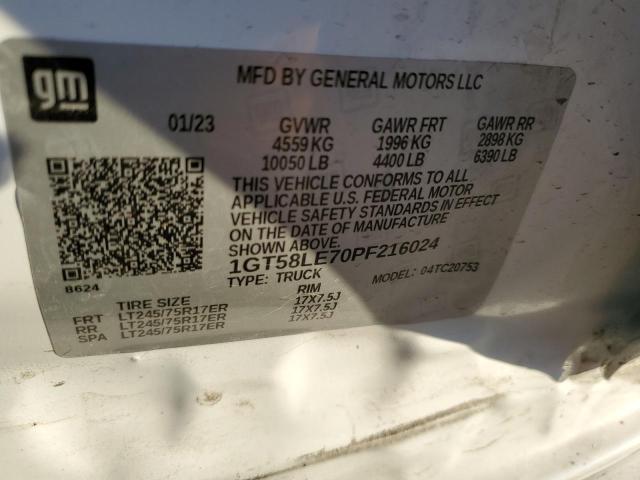 gm
MFD BY GENERAL MOTORS LLC
01/23 GVWR GAWR FRT GAWR RR
4559 KG 1996 KG 2898 KG
10050 LB 4400 LB 6390 LB
THIS VEHICLE CONFORMS TO ALL
APPLICABLE U.S. FEDERAL MOTOR
VEHICLE SAFETY STANDARDS IN EFFECT
ON THE DATE OF MANUFACTURE
SHOWN ABOVE.
1GT58LE70PF216024
8624 TYPE: TRUCK MODEL: 04TC20753
TIRE SIZE RIM
FRT LT245/75R17ER 17X7.5J
RR LT245/75R17ER 17X7.5J
SPA LT245/75R17ER 17X7.5J